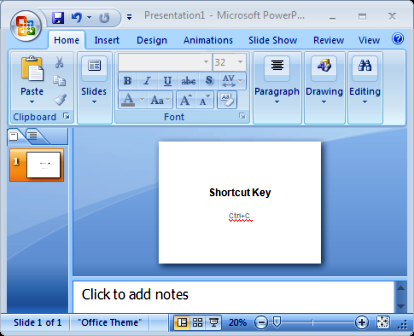 Presentation1 - Microsoft PowerP...
Home Insert Design Animations Slide Show Review View
Paste
Clipboard
Slides
32
B I U abc S AV
A Aa A A
Font
Paragraph
Drawing
Editing
1
Shortcut Key
Ctrl+C
Click to add notes
Slide 1 of 1 "Office Theme" 20%